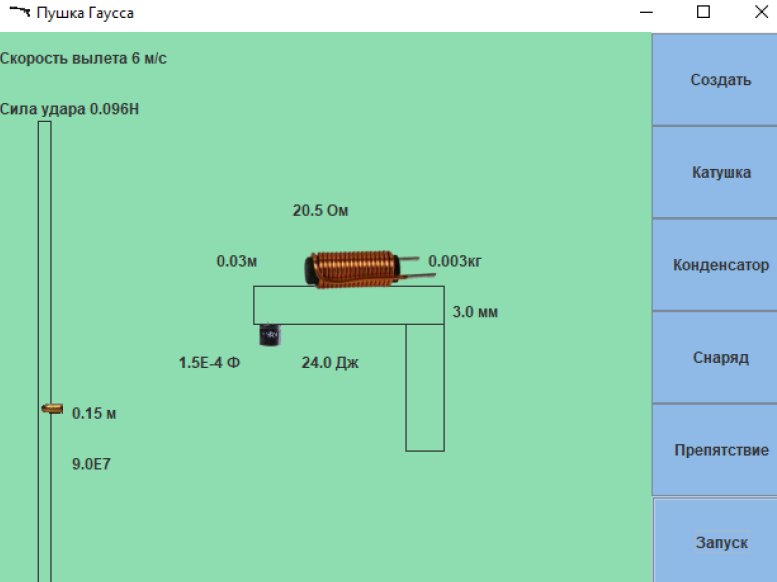 Пушка Гаусса
Скорость вылета 6 м/с
Сила удара 0.096Н
20.5 Ом
0.03м
0.003кг
3.0 мм
1.5E-4 Ф
24.0 Дж
0.15 м
9.0E7
Создать
Катушка
Конденсатор
Снаряд
Препятствие
Запуск